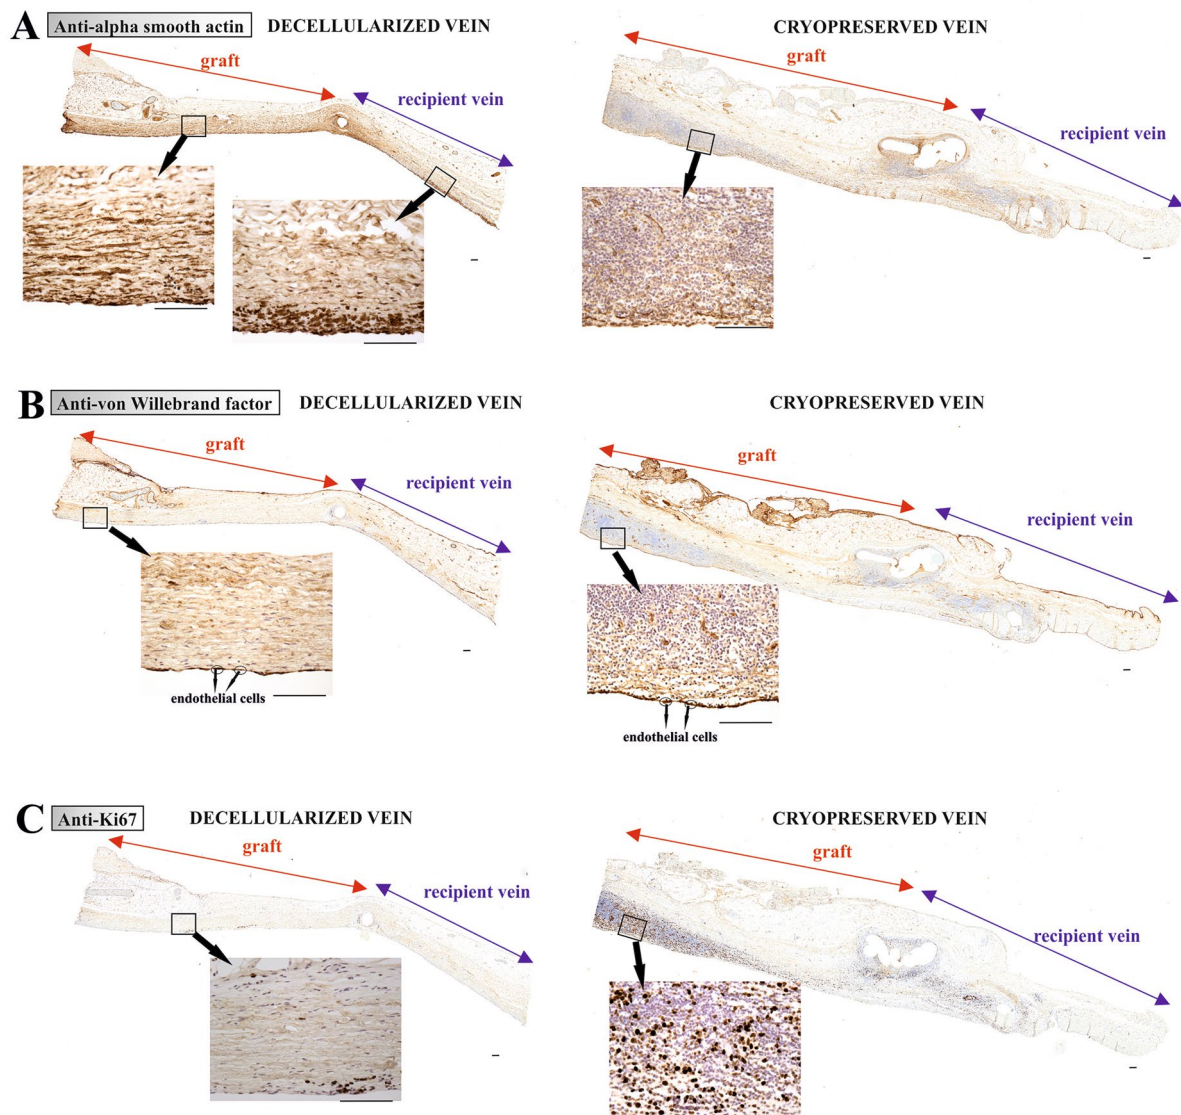 A Anti-alpha smooth actin DECELLULARIZED VEIN CRYOPRESERVED VEIN
graft graft
recipient vein recipient vein
B Anti-von Willebrand factor DECELLULARIZED VEIN CRYOPRESERVED VEIN
graft graft
recipient vein recipient vein
endothelial cells
endothelial cells
C Anti-Ki67 DECELLULARIZED VEIN CRYOPRESERVED VEIN
graft graft
recipient vein recipient vein